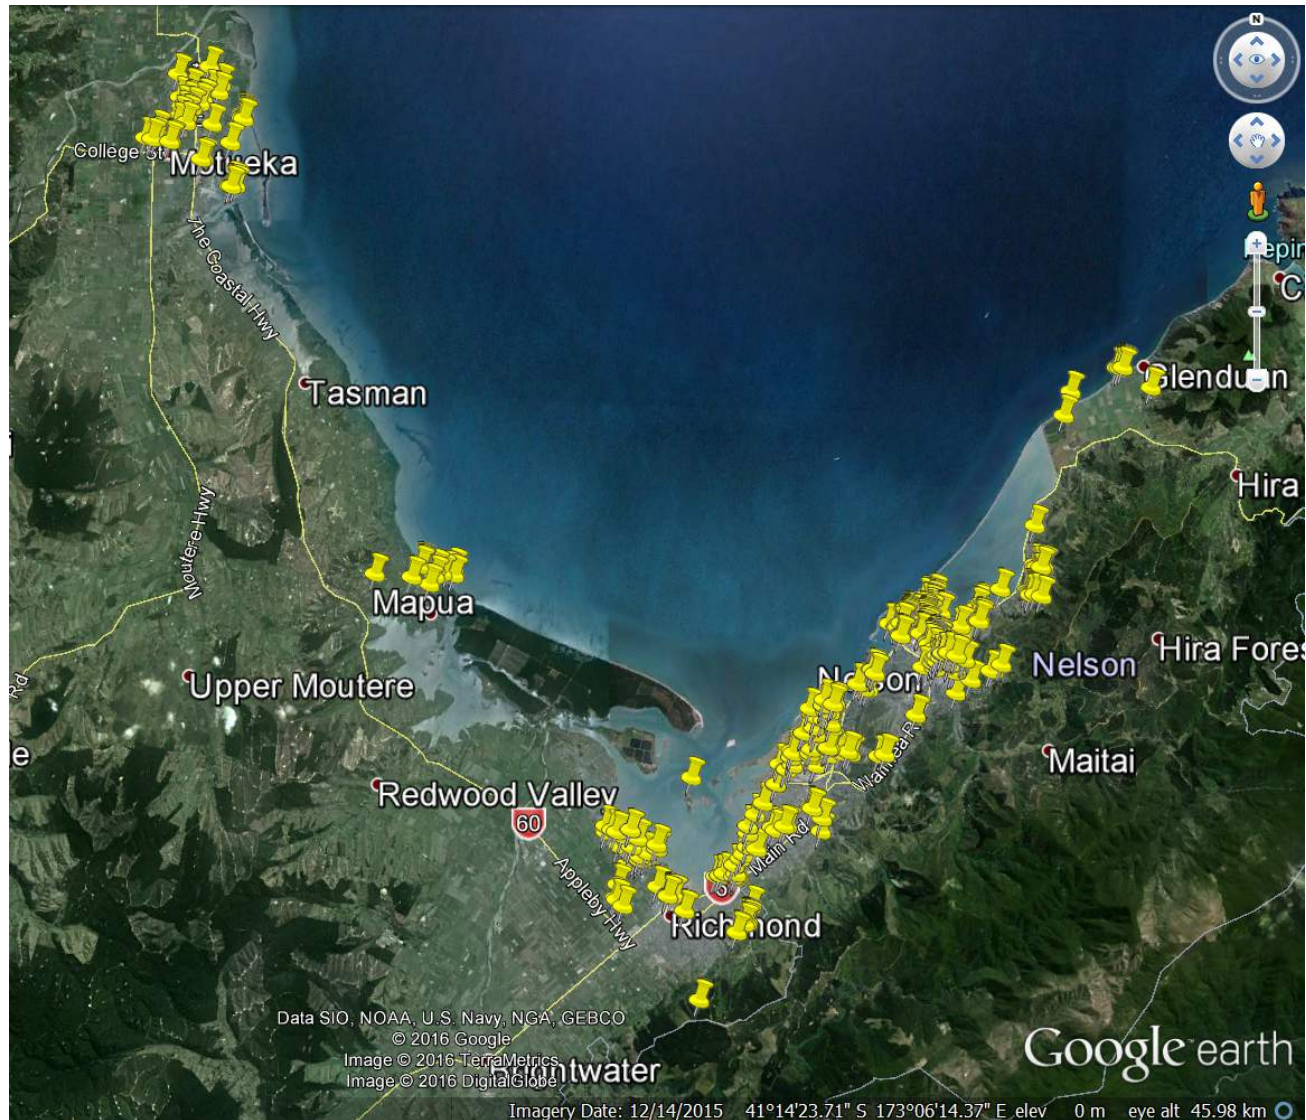 N
College St
Motueka
The Coastal Hwy
Tasman
Glenduan
Hira
Moutere Hwy
Mapua
Nelson
Nelson
Hira Fores
Upper Moutere
Rd
Maitai
Redwood Valley
60
Main Rd
Appleby Hwy
Richmond
Data SIO, NOAA, U.S. Navy, NGA, GEBCO
© 2016 Google
Image © 2016 TerraMetrics
Image © 2016 DigitalGlobe
Google earth
Imagery Date: 12/14/2015 41°14'23.71" S 173°06'14.37" E elev 0 m eye alt 45.98 km